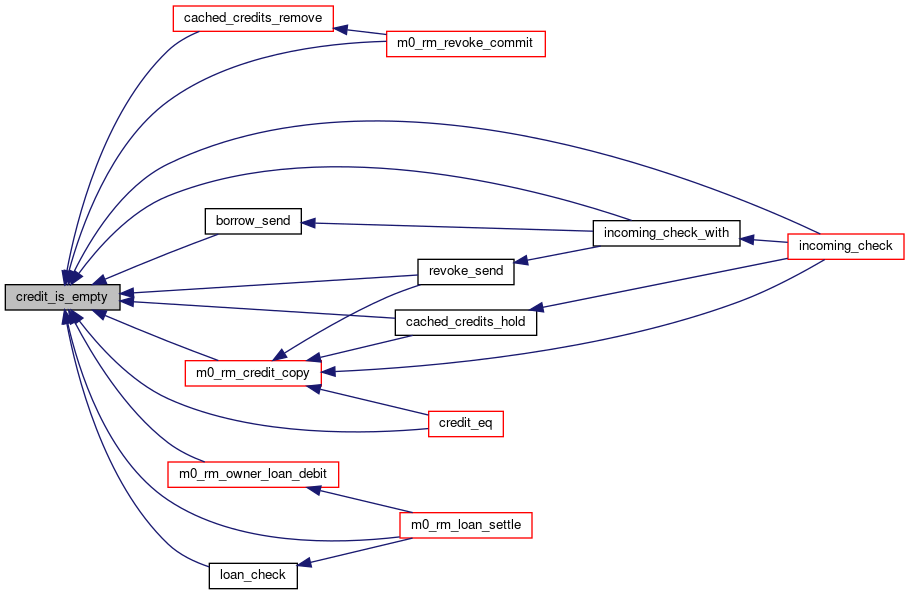 cached_credits_remove
m0_rm_revoke_commit
borrow_send
incoming_check_with
incoming_check
revoke_send
credit_is_empty
cached_credits_hold
m0_rm_credit_copy
credit_eq
m0_rm_owner_loan_debit
m0_rm_loan_settle
loan_check